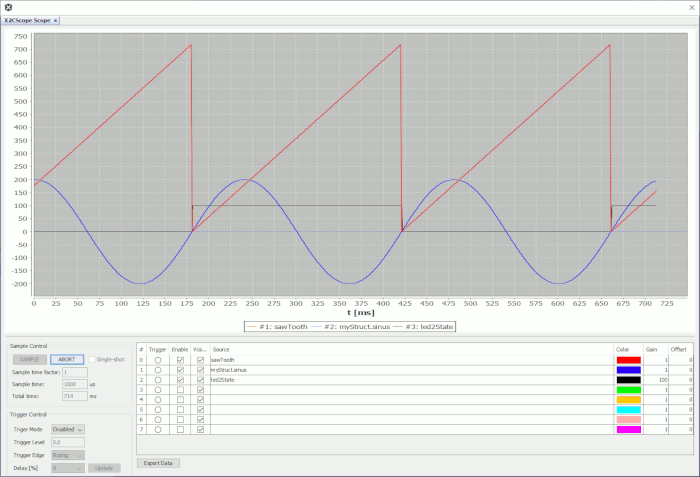 X2CScope Scope ×
750
700
650
600
550
500
450
400
350
300
250
200
150
100
50
0
-50
-100
-150
-200
0 25 50 75 100 125 150 175 200 225 250 275 300 325 350 375 400 425 450 475 500 525 550 575 600 625 650 675 700 725
t [ms]
#1: sawTooth #2: myStruct.sinus #3: led2State
Sample Control
SAMPLE ABORT Single-shot
Sample time factor: 1
Sample time: 1000 us
Total time: 714 ms
Trigger Control
Triger Mode Disabled
Trigger Level 0.0
Trigger Edge Rising
Delay [%] 0 Update
# Trigger Enable Visi... Source Color Gain Offset
0 sawTooth 1 0
1 myStruct.sinus 1 0
2 led2State 100 0
3 1 0
4 1 0
5 1 0
6 1 0
7 1 0
Export Data